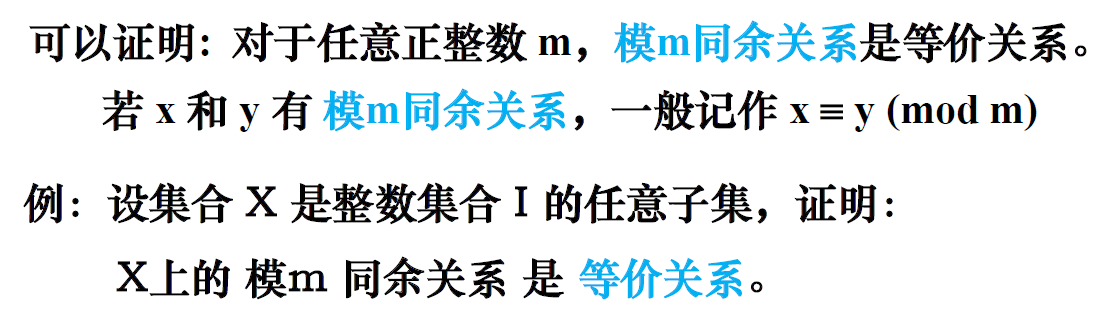 可以证明：对于任意正整数 m，模m同余关系是等价关系。
若 x 和 y 有 模m同余关系，一般记作 x ≡ y (mod m)
例：设集合 X 是整数集合 I 的任意子集，证明：
X上的 模m 同余关系 是 等价关系。